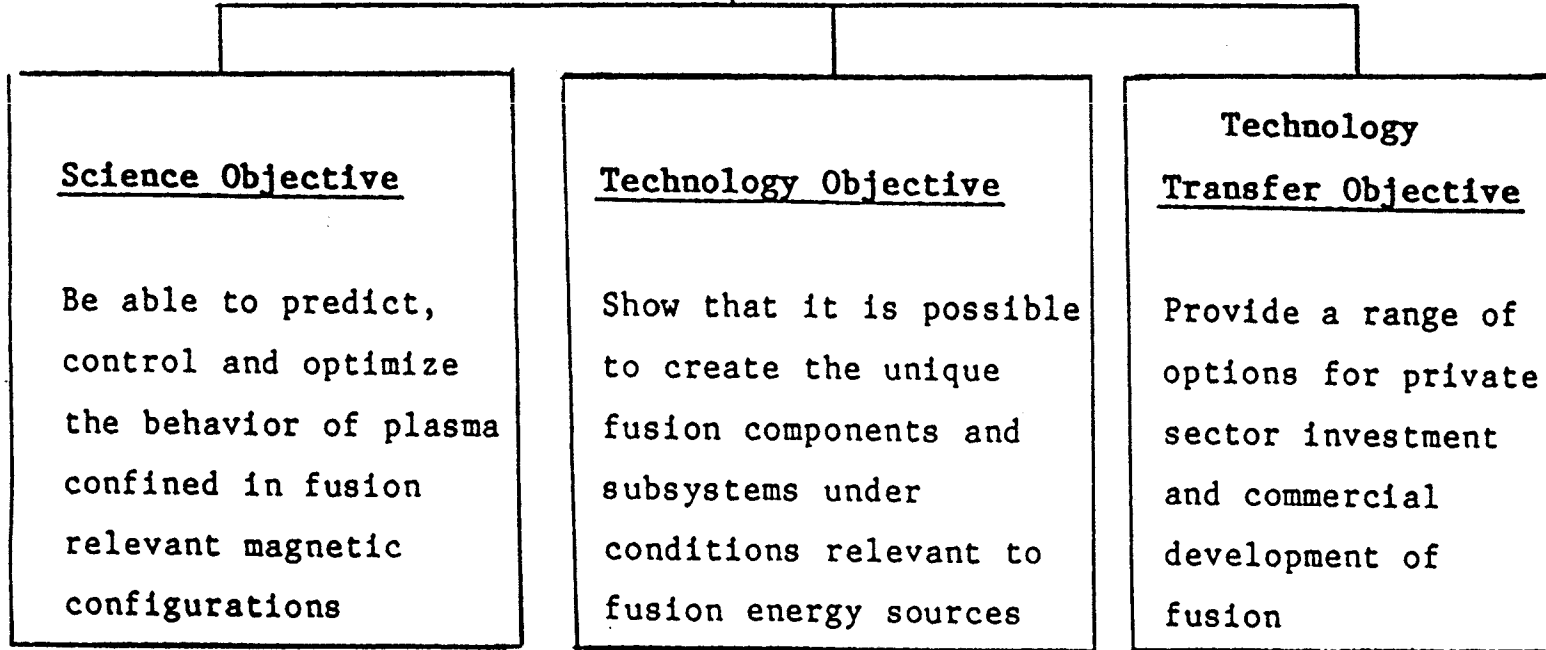 Science Objective
Be able to predict,
control and optimize
the behavior of plasma
confined in fusion
relevant magnetic
configurations
Technology Objective
Show that it is possible
to create the unique
fusion components and
subsystems under
conditions relevant to
fusion energy sources
Technology
Transfer Objective
Provide a range of
options for private
sector investment
and commercial
development of
fusion